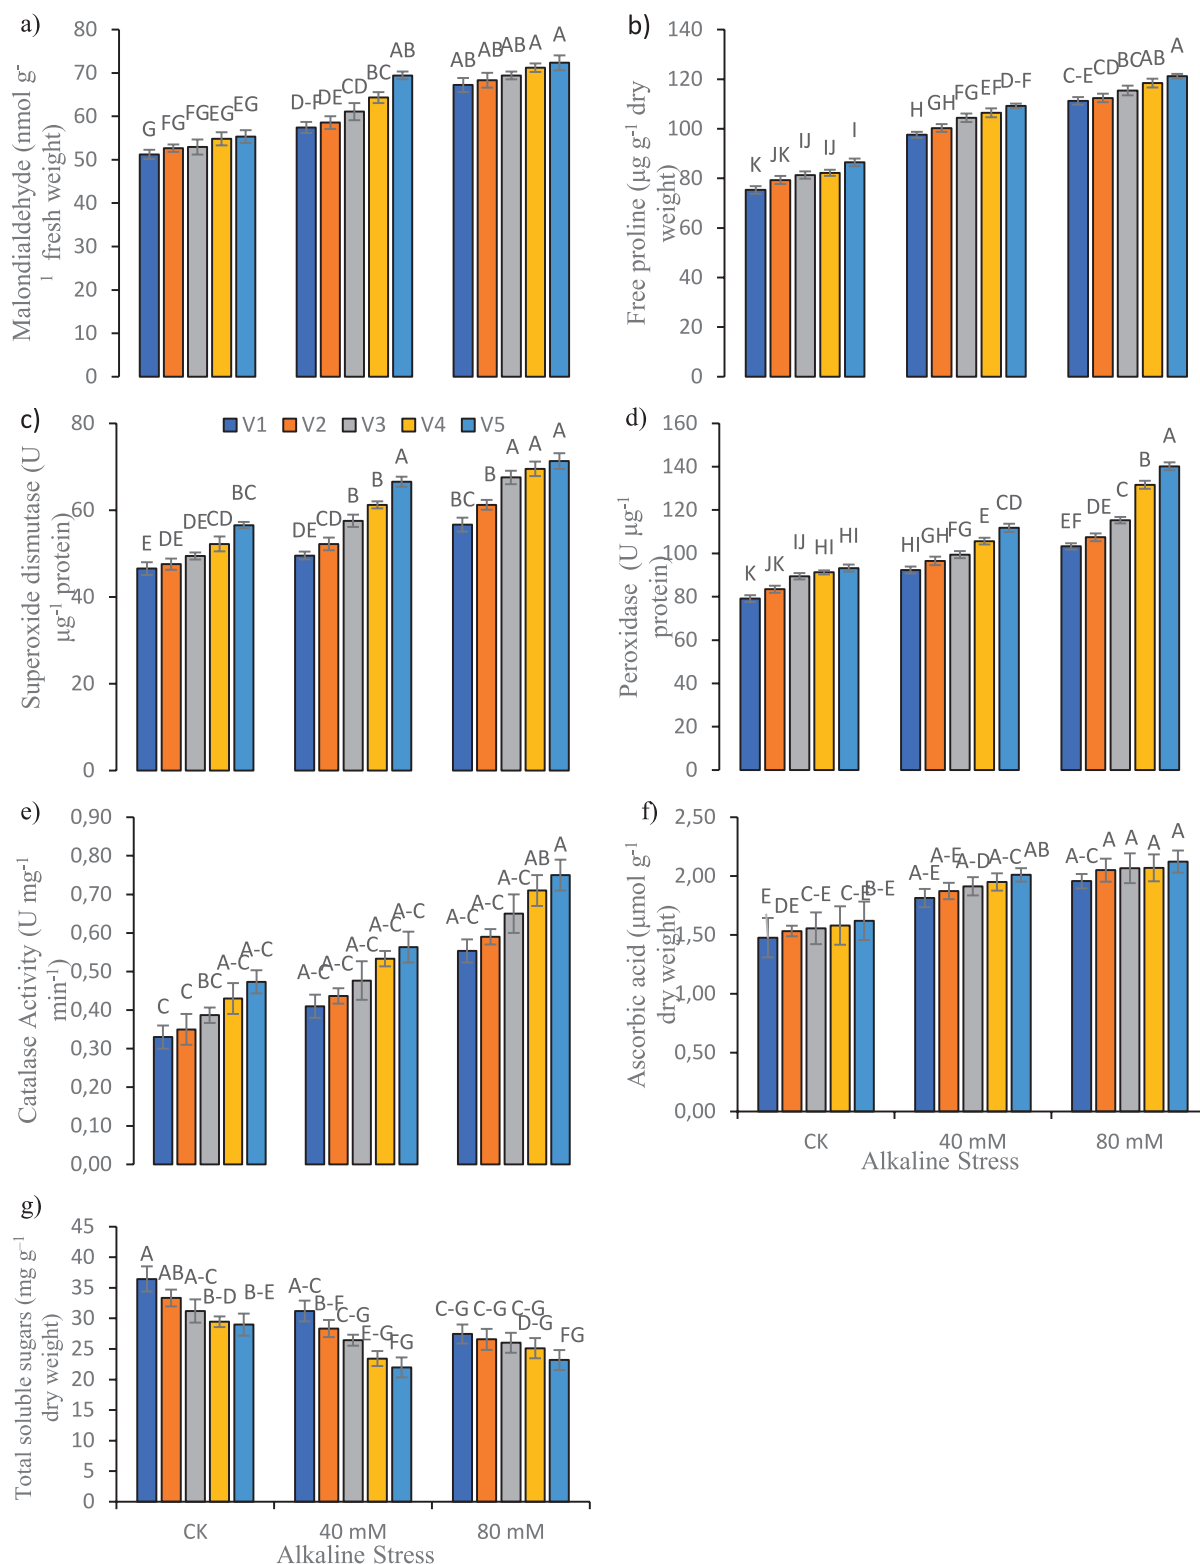 a)
Malondialdehyde (nmol g-
1 fresh weight)
80
70
60
50
40
30
20
10
0
G FG FG EG EG
D-F DE CD BC AB
AB AB AB A A
b)
Free proline (µg g-1 dry
weight)
140
120
100
80
60
40
20
0
K JK IJ IJ I
H GH FG EF D-F
C-E CD BC AB A
c)
Superoxide dismutase (U
µg-1 protein)
80
60
40
20
0
V1 V2 V3 V4 V5
E DE DE CD BC
DE CD B B A
BC B A A A
d)
Peroxidase (U µg-1
protein)
160
140
120
100
80
60
40
20
0
K JK IJ HI HI
HI GH FG E CD
EF DE C B A
e)
Catalase Activity (U mg-1
min-1)
0,90
0,80
0,70
0,60
0,50
0,40
0,30
0,20
0,10
0,00
C C BC A-C A-C
A-C A-C A-C A-C A-C
A-C A-C A-C AB A
f)
Ascorbic acid (µmol g-1
dry weight)
2,50
2,00
1,50
1,00
0,50
0,00
E DE C-E C-E B-E
A-E A-E A-D A-C AB
A-C A A A A
CK 40 mM 80 mM
Alkaline Stress
g)
Total soluble sugars (mg g-1
dry weight)
45
40
35
30
25
20
15
10
5
0
A AB A-C B-D B-E
A-C B-F C-G E-G FG
C-G C-G C-G D-G FG
CK 40 mM 80 mM
Alkaline Stress